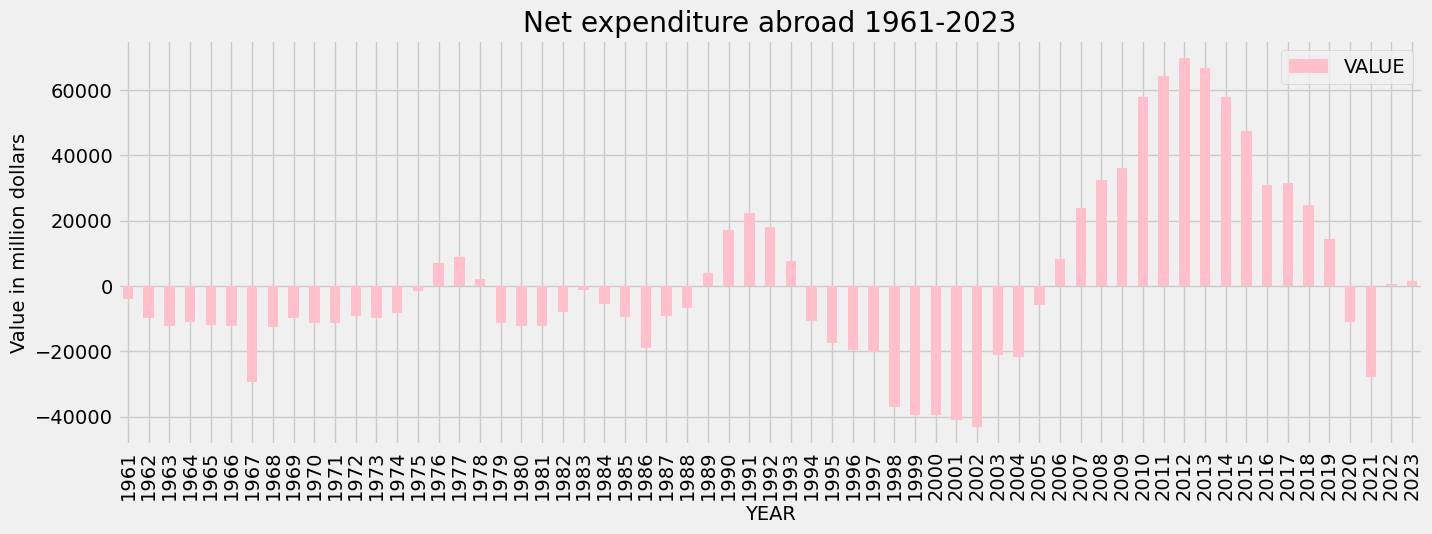 Net expenditure abroad 1961-2023
VALUE
Value in million dollars
60000
40000
20000
0
−20000
−40000
1961 1962 1963 1964 1965 1966 1967 1968 1969 1970 1971 1972 1973 1974 1975 1976 1977 1978 1979 1980 1981 1982 1983 1984 1985 1986 1987 1988 1989 1990 1991 1992 1993 1994 1995 1996 1997 1998 1999 2000 2001 2002 2003 2004 2005 2006 2007 2008 2009 2010 2011 2012 2013 2014 2015 2016 2017 2018 2019 2020 2021 2022 2023
YEAR